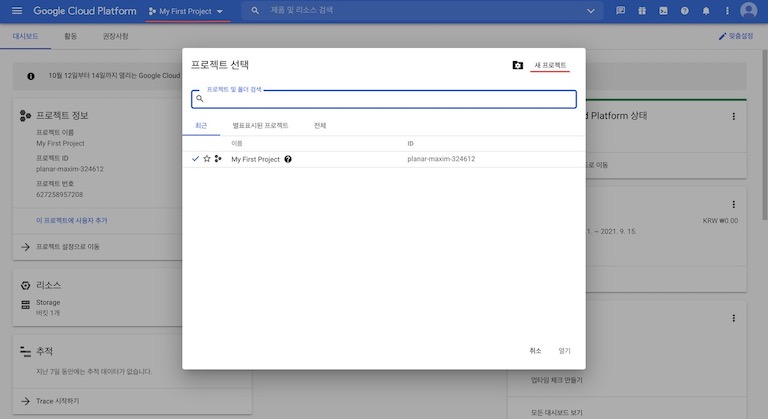 Google Cloud Platform
My First Project
제품 및 리소스 검색
대시보드
활동
권장사항
맞춤설정
10월 12일부터 14일까지 열리는 Google Cloud
프로젝트 선택
새 프로젝트
프로젝트 및 폴더 검색
최근
별표표시된 프로젝트
전체
이름
ID
My First Project
planar-maxim-324612
취소
열기
프로젝트 정보
프로젝트 이름
My First Project
프로젝트 ID
planar-maxim-324612
프로젝트 번호
627258957208
이 프로젝트에 사용자 추가
프로젝트 설정으로 이동
리소스
Storage
버킷 1개
추적
지난 7일 동안에는 추적 데이터가 없습니다.
Trace 시작하기
d Platform 상태
드로 이동
KRW ₩0.00
1. ~ 2021. 9. 15.
업타임 체크 만들기
모든 대시보드 보기